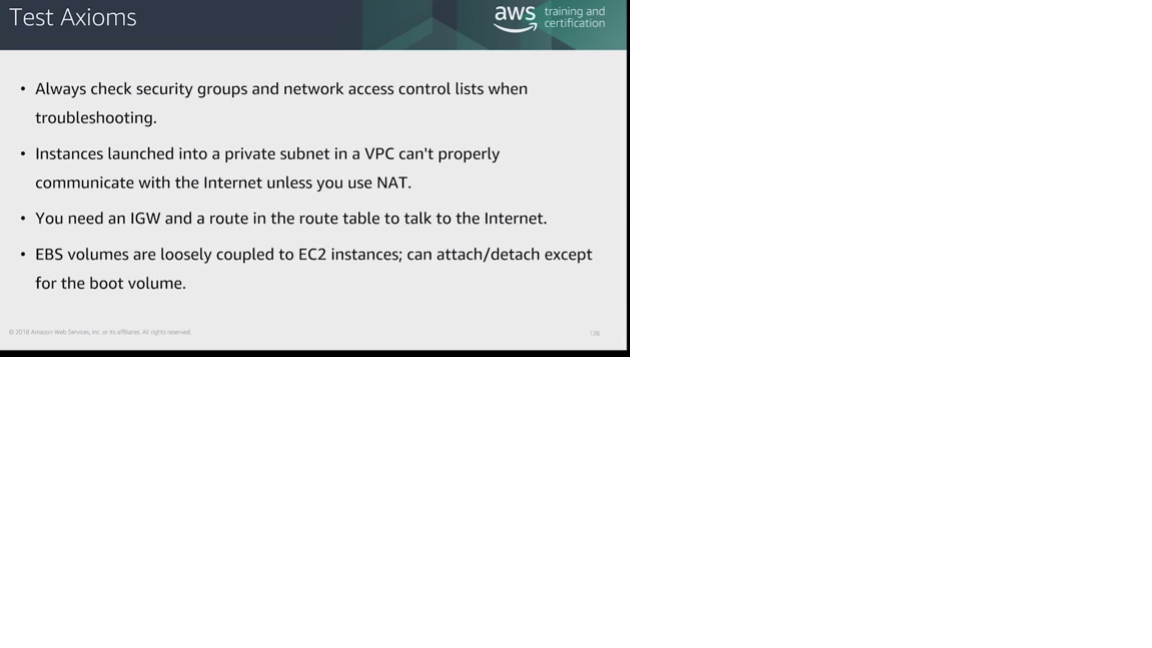 Test Axioms
aws training and
certification
• Always check security groups and network access control lists when
troubleshooting.
• Instances launched into a private subnet in a VPC can't properly
communicate with the Internet unless you use NAT.
• You need an IGW and a route in the route table to talk to the Internet.
• EBS volumes are loosely coupled to EC2 instances; can attach/detach except
for the boot volume.
© 2018 Amazon Web Services, Inc. or its affiliates. All rights reserved.